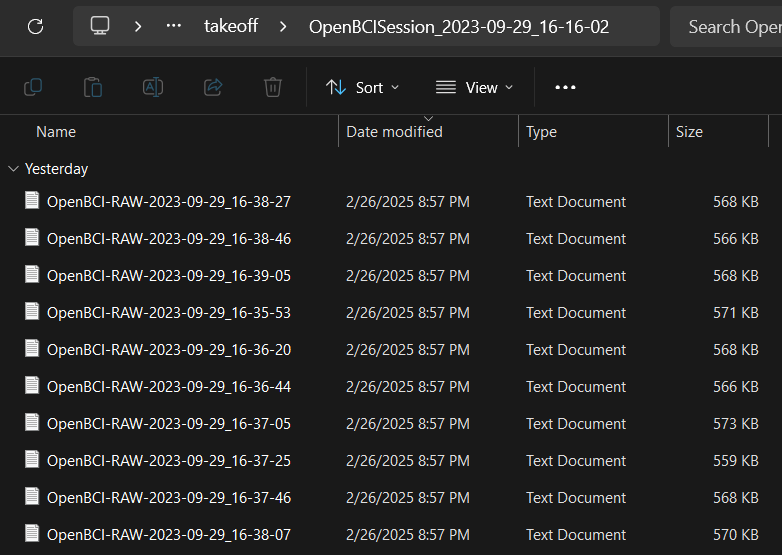 takeoff OpenBCISession_2023-09-29_16-16-02 Search Oper
Sort View
Name Date modified Type Size
Yesterday
OpenBCI-RAW-2023-09-29_16-38-27 2/26/2025 8:57 PM Text Document 568 KB
OpenBCI-RAW-2023-09-29_16-38-46 2/26/2025 8:57 PM Text Document 566 KB
OpenBCI-RAW-2023-09-29_16-39-05 2/26/2025 8:57 PM Text Document 568 KB
OpenBCI-RAW-2023-09-29_16-35-53 2/26/2025 8:57 PM Text Document 571 KB
OpenBCI-RAW-2023-09-29_16-36-20 2/26/2025 8:57 PM Text Document 568 KB
OpenBCI-RAW-2023-09-29_16-36-44 2/26/2025 8:57 PM Text Document 566 KB
OpenBCI-RAW-2023-09-29_16-37-05 2/26/2025 8:57 PM Text Document 573 KB
OpenBCI-RAW-2023-09-29_16-37-25 2/26/2025 8:57 PM Text Document 559 KB
OpenBCI-RAW-2023-09-29_16-37-46 2/26/2025 8:57 PM Text Document 568 KB
OpenBCI-RAW-2023-09-29_16-38-07 2/26/2025 8:57 PM Text Document 570 KB